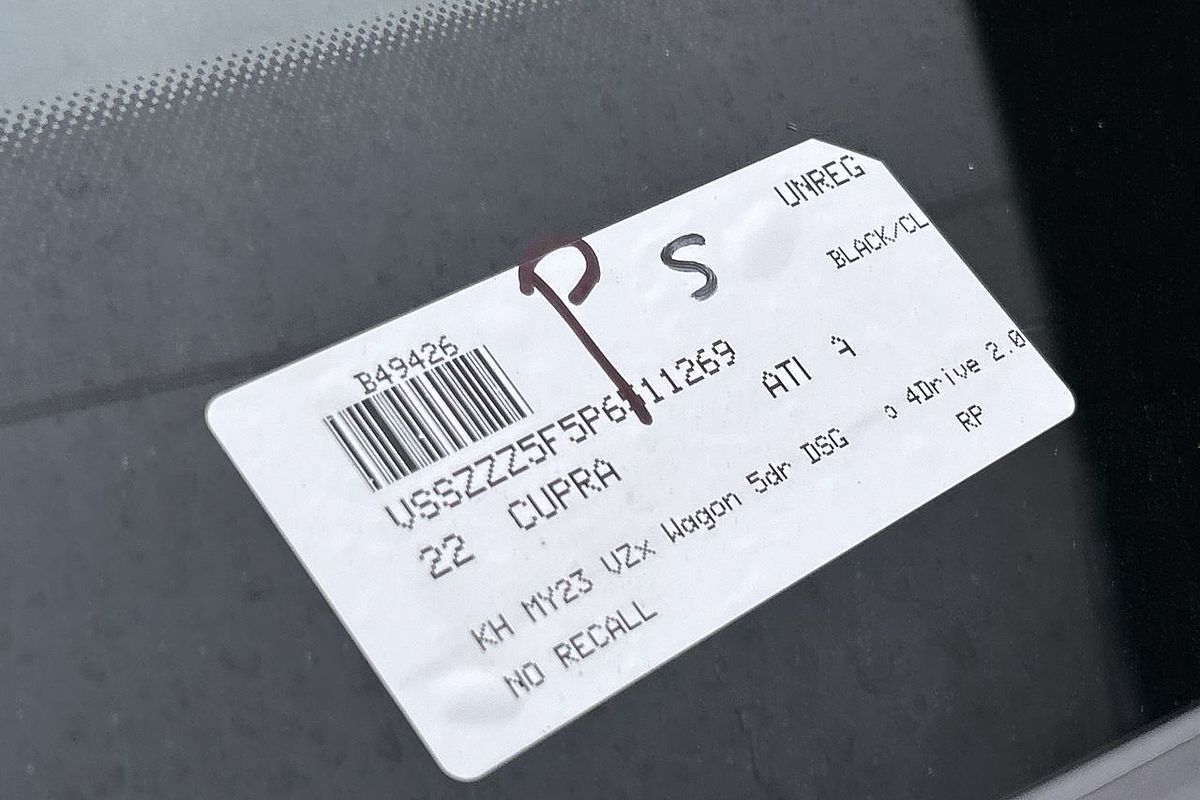 UNREG
P S
BLACK/CL
B49426
22 CUPRA ATI
KH MY23 VZx Wagon 5dr DSG 4Drive 2.0
NO RECALL RP